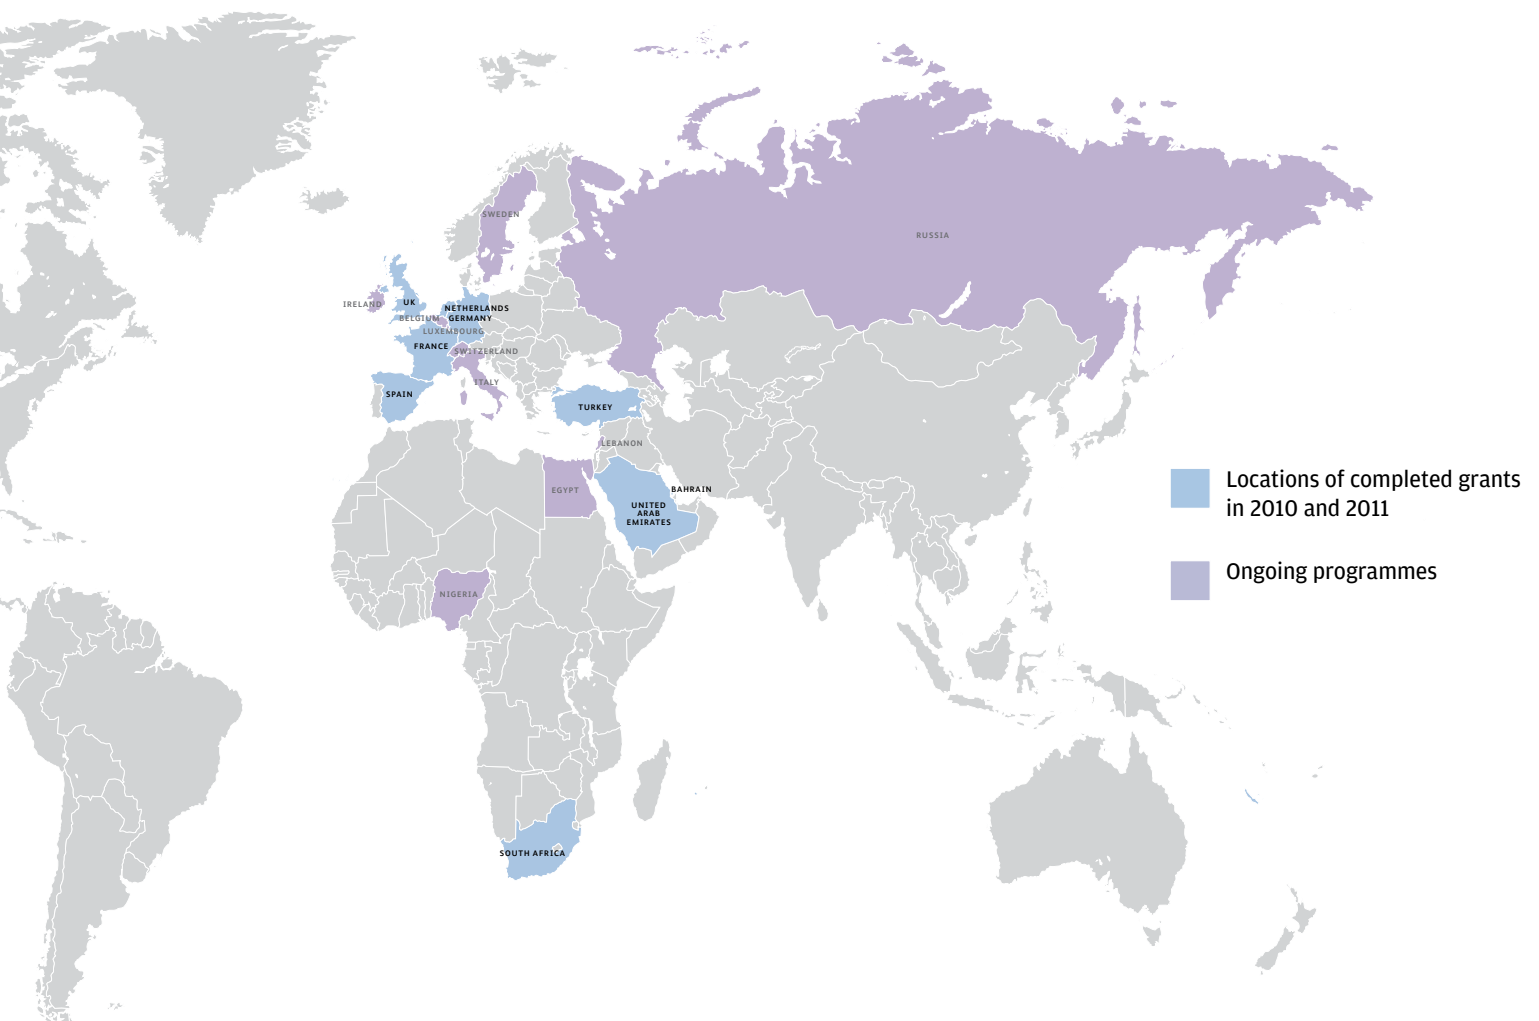 SWEDEN
RUSSIA
IRELAND
UK
NETHERLANDS
BELGIUM
GERMANY
LUXEMBOURG
FRANCE
SWITZERLAND
ITALY
SPAIN
TURKEY
LEBANON
EGYPT
BAHRAIN
UNITED
ARAB
EMIRATES
NIGERIA
SOUTH AFRICA
Locations of completed grants
in 2010 and 2011
Ongoing programmes